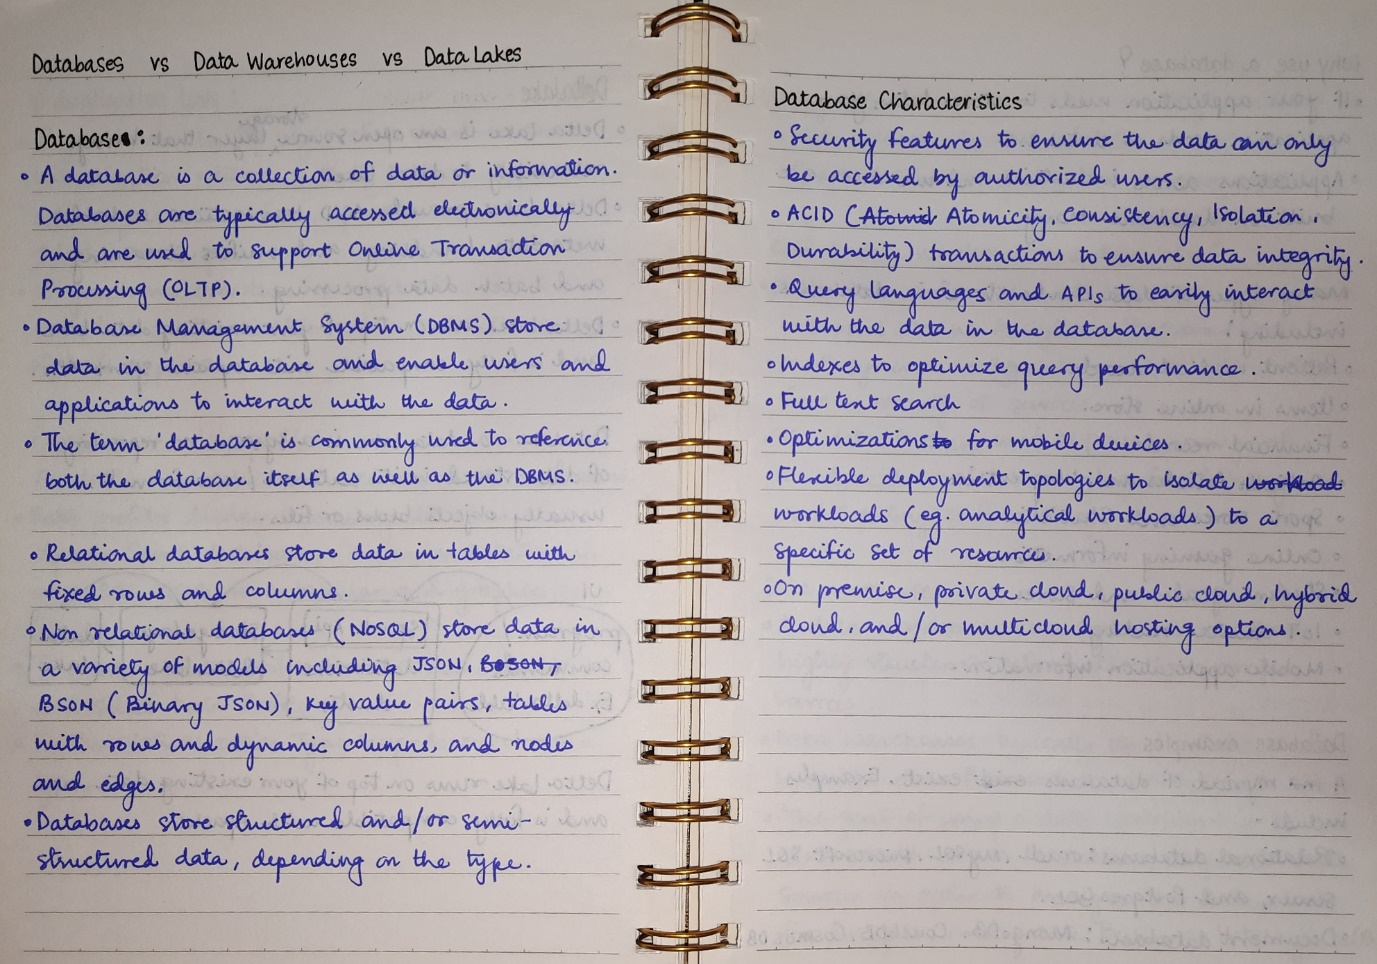 Databases vs Data Warehouses vs Data Lakes
Database:
• A database is a collection of data or information.
Databases are typically accessed electronically
and are used to support Online Transaction
Processing (OLTP).
• Database Management System (DBMS) store
data in the database and enable users and
applications to interact with the data.
• The term 'database' is commonly used to reference
both the database itself as well as the DBMS.
• Relational databases store data in tables with
fixed rows and columns.
• Non relational databases (NoSQL) store data in
a variety of models including JSON,
BSON (Binary JSON), key value pairs, tables
with rows and dynamic columns, and nodes
and edges.
• Databases store structured and/or semi-
structured data, depending on the type.
Database Characteristics
• Security features to ensure the data can only
be accessed by authorized users.
• ACID (Atomicity, Consistency, Isolation,
Durability) transactions to ensure data integrity.
• Query languages and APIs to easily interact
with the data in the database.
• Indexes to optimize query performance.
• Full text search
• Optimizations for mobile devices.
• Flexible deployment topologies to isolate
workloads (eg. analytical workloads) to a
specific set of resource.
• On premise, private cloud, public cloud, hybrid
cloud, and/or multicloud hosting options.